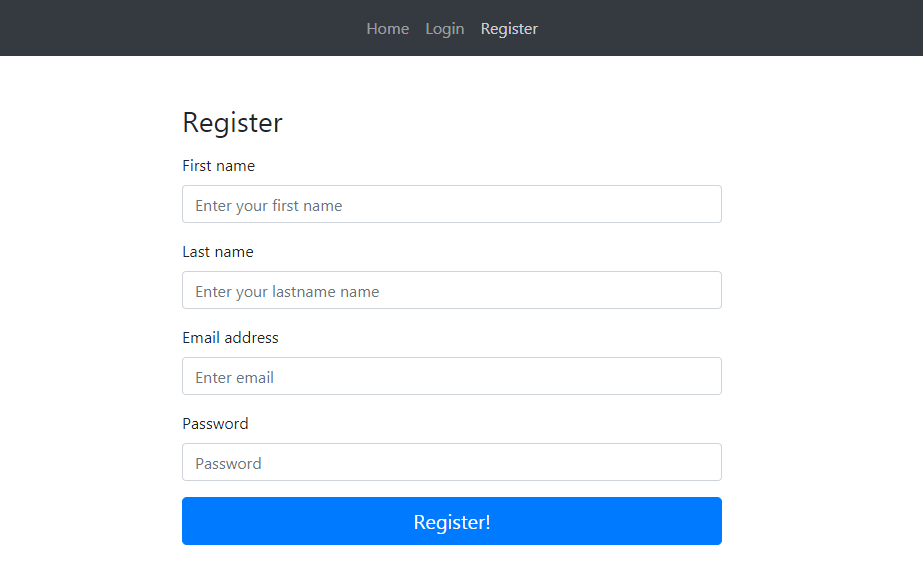 Home Login Register
Register
First name
Enter your first name
Last name
Enter your lastname name
Email address
Enter email
Password
Password
Register!